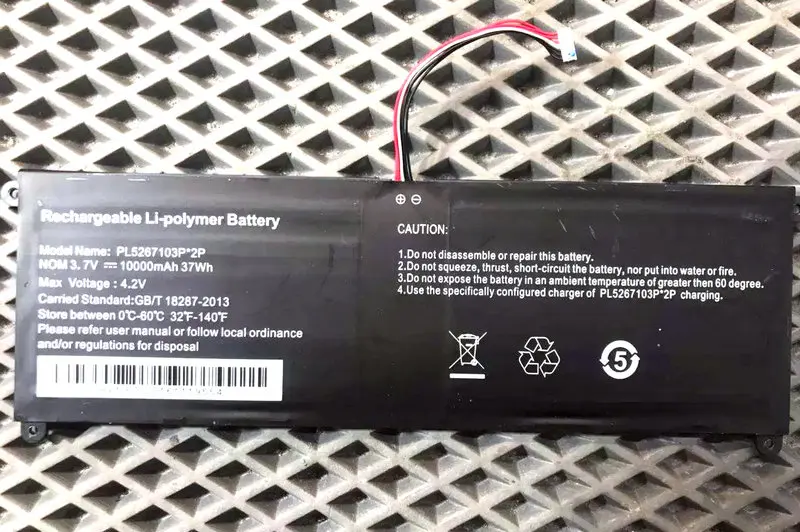 ⊕ ⊖
Rechargeable Li-polymer Battery
Model Name: PL5267103P*2P
NOM 3.7V ⎓ 10000mAh 37Wh
Max Voltage : 4.2V
Carried Standard:GB/T 18287-2013
Store between 0℃-60℃ 32℉-140℉
Please refer user manual or follow local ordinance
and/or regulations for disposal
CAUTION:
1.Do not disassemble or repair this battery.
2.Do not squeeze, thrust, short-circuit the battery, nor put into water or fire.
3.Do not expose the battery in an ambient temperature of greater then 60 degree.
4.Use the specifically configured charger of PL5267103P*2P charging.
5